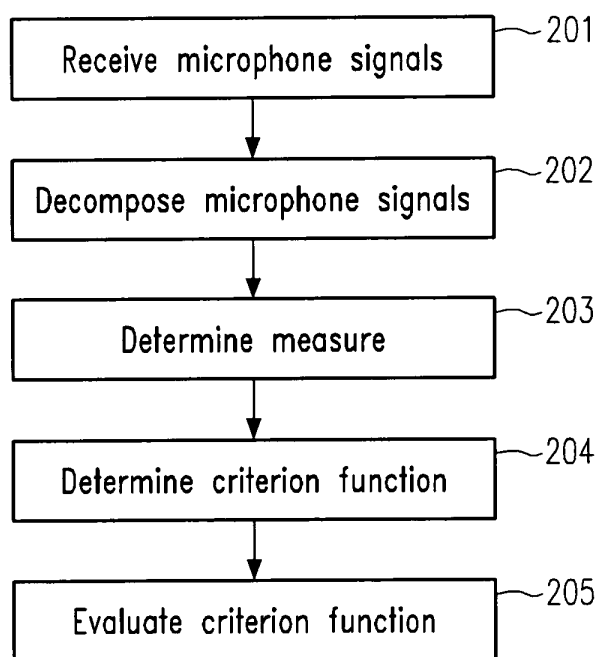 Receive microphone signals
201
Decompose microphone signals
202
Determine measure
203
Determine criterion function
204
Evaluate criterion function
205